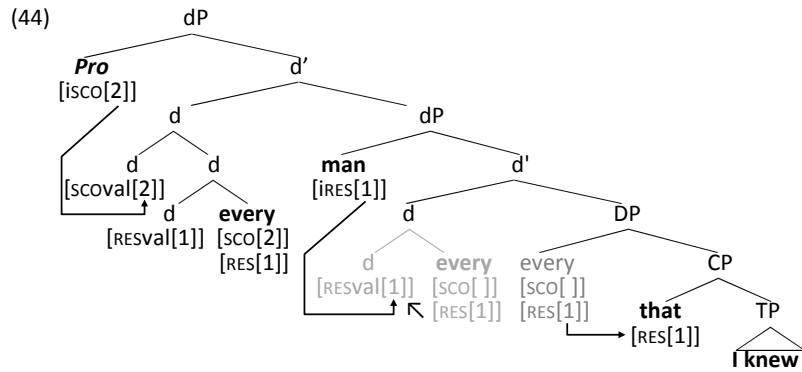 (44)
dP
Pro d'
[isco[2]]
d dP
d d man d'
[scoval[2]] [iRES[1]]
d every d DP
[RESval[1]] [sco[2]]
[RES[1]]
d every every CP
[RESval[1]] [sco[ ]] [sco[ ]]
[RES[1]] [RES[1]] that TP
[RES[1]]
I knew